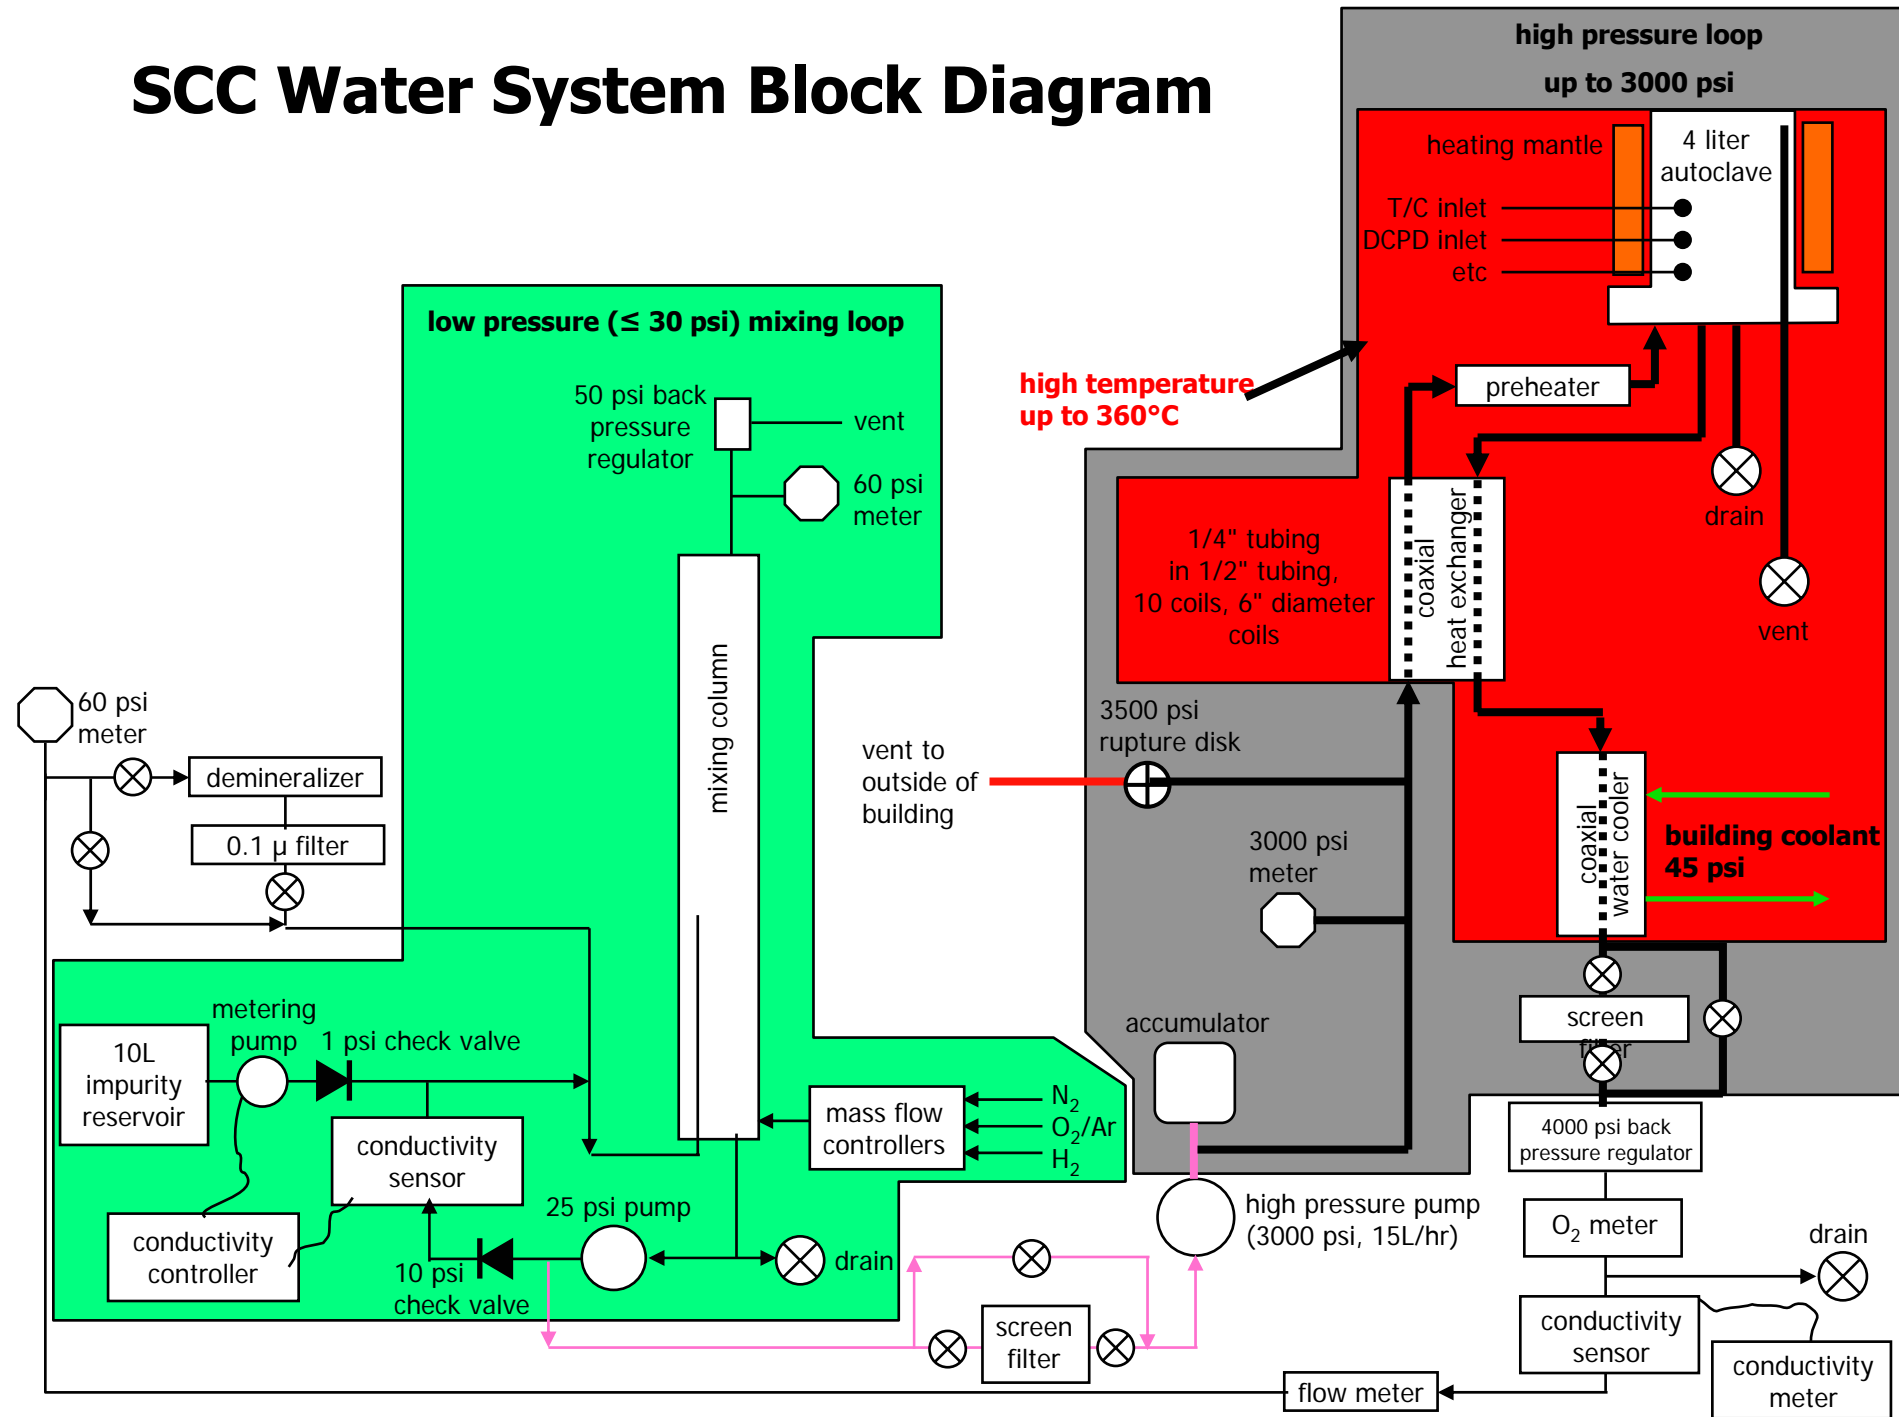 SCC Water System Block Diagram
high pressure loop
up to 3000 psi
heating mantle
4 liter
autoclave
T/C inlet
DCPD inlet
etc
low pressure (≤ 30 psi) mixing loop
high temperature
up to 360°C
preheater
50 psi back
pressure
regulator
vent
60 psi
meter
drain
vent
1/4" tubing
in 1/2" tubing,
10 coils, 6" diameter
coils
coaxial
heat exchanger
mixing column
60 psi
meter
demineralizer
0.1 µ filter
3500 psi
rupture disk
vent to
outside of
building
3000 psi
meter
coaxial
water cooler
building coolant
45 psi
screen
filter
accumulator
metering
pump
1 psi check valve
10L
impurity
reservoir
conductivity
sensor
mass flow
controllers
N₂
O₂/Ar
H₂
4000 psi back
pressure regulator
25 psi pump
high pressure pump
(3000 psi, 15L/hr)
O₂ meter
drain
conductivity
controller
10 psi
check valve
drain
screen
filter
conductivity
sensor
conductivity
meter
flow meter